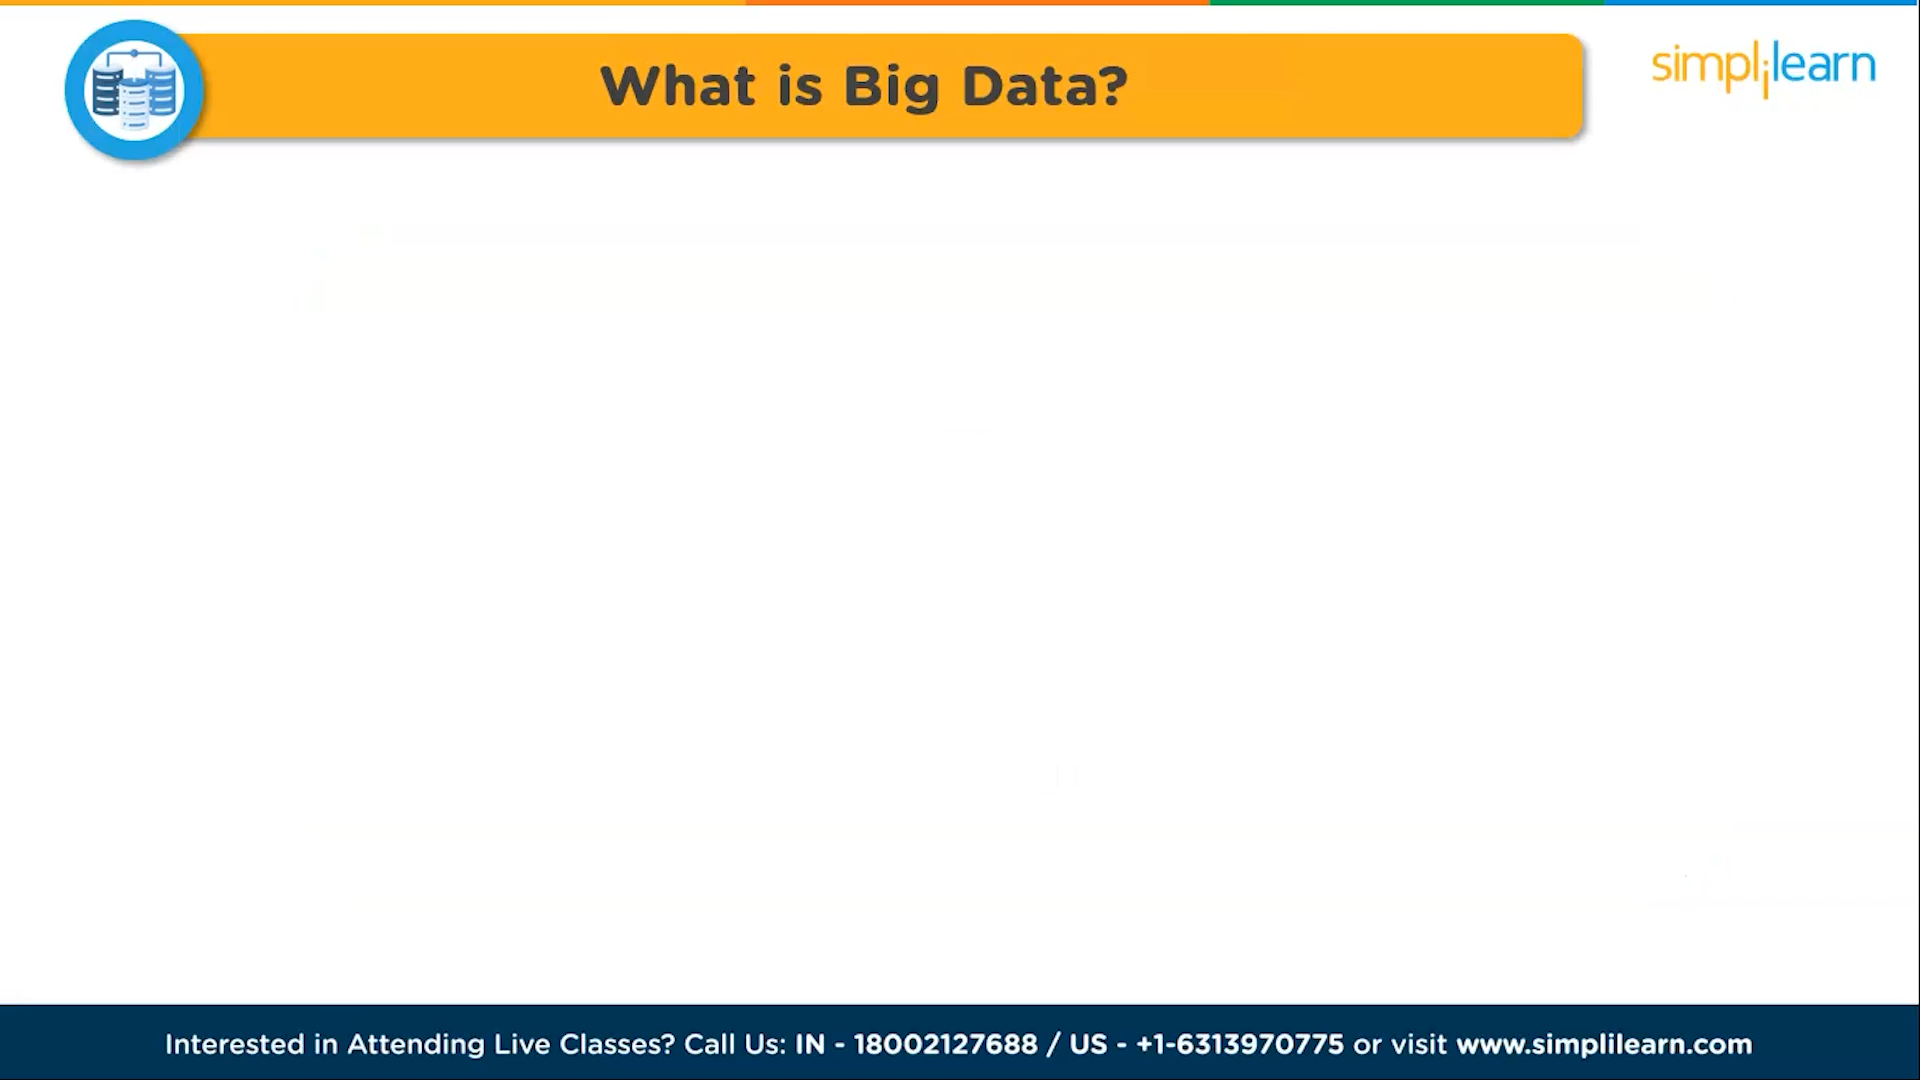 What is Big Data?
simplilearn
Interested in Attending Live Classes? Call Us: IN - 18002127688 / US - +1-6313970775 or visit www.simplilearn.com